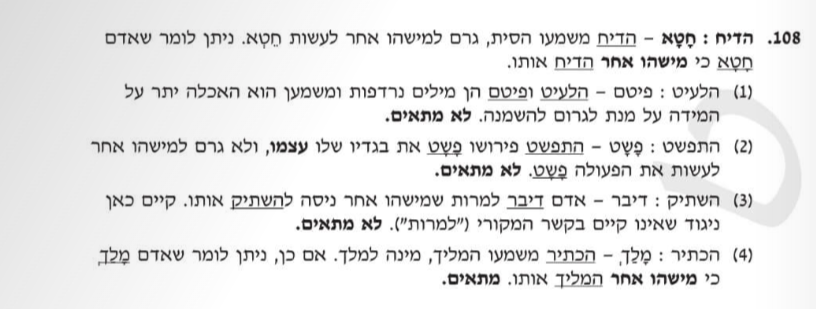 108. הדיח : חָטָא – הדיח משמעו הסית, גרם למישהו אחר לעשות חֵטְא. ניתן לומר שאדם
חָטָא כי מישהו אחר הדיח אותו.
(1) הלעיט : פיטם – הלעיט ופיטם הן מילים נרדפות ומשמען הוא האכלה יתר על
המידה על מנת לגרום להשמנה. לא מתאים.
(2) התפשט : פָּשַׁט – התפשט פירושו פָּשַׁט את בגדיו שלו עצמו, ולא גרם למישהו אחר
לעשות את הפעולה פָּשַׁט. לא מתאים.
(3) השתיק : דיבר – אדם דיבר למרות שמישהו אחר ניסה להשתיק אותו. קיים כאן
ניגוד שאינו קיים בקשר המקורי ("למרות"). לא מתאים.
(4) הכתיר : מָלַךְ – הכתיר משמעו המליך, מינה למלך. אם כן, ניתן לומר שאדם מָלַךְ
כי מישהו אחר המליך אותו. מתאים.